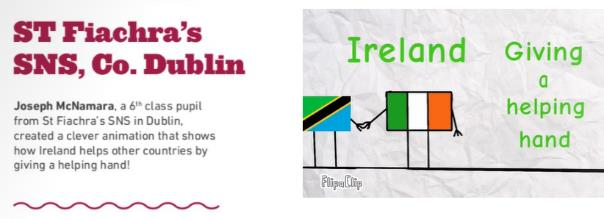 ST Fiachra's
SNS, Co. Dublin
Joseph McNamara, a 6th class pupil
from St Fiachra's SNS in Dublin,
created a clever animation that shows
how Ireland helps other countries by
giving a helping hand!
Ireland
Giving
a
helping
hand
FlipaClip